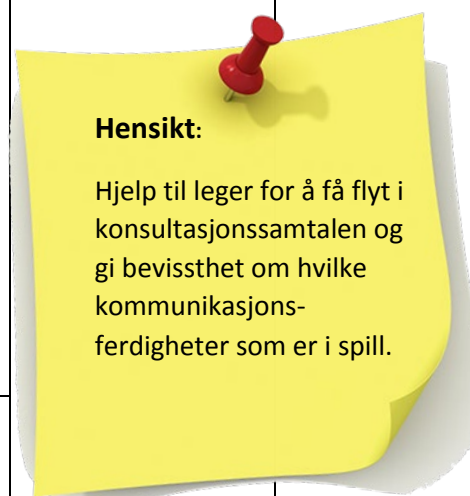 Hensikt:
Hjelp til leger for å få flyt i
konsultasjonssamtalen og
gi bevissthet om hvilke
kommunikasjons-
ferdigheter som er i spill.